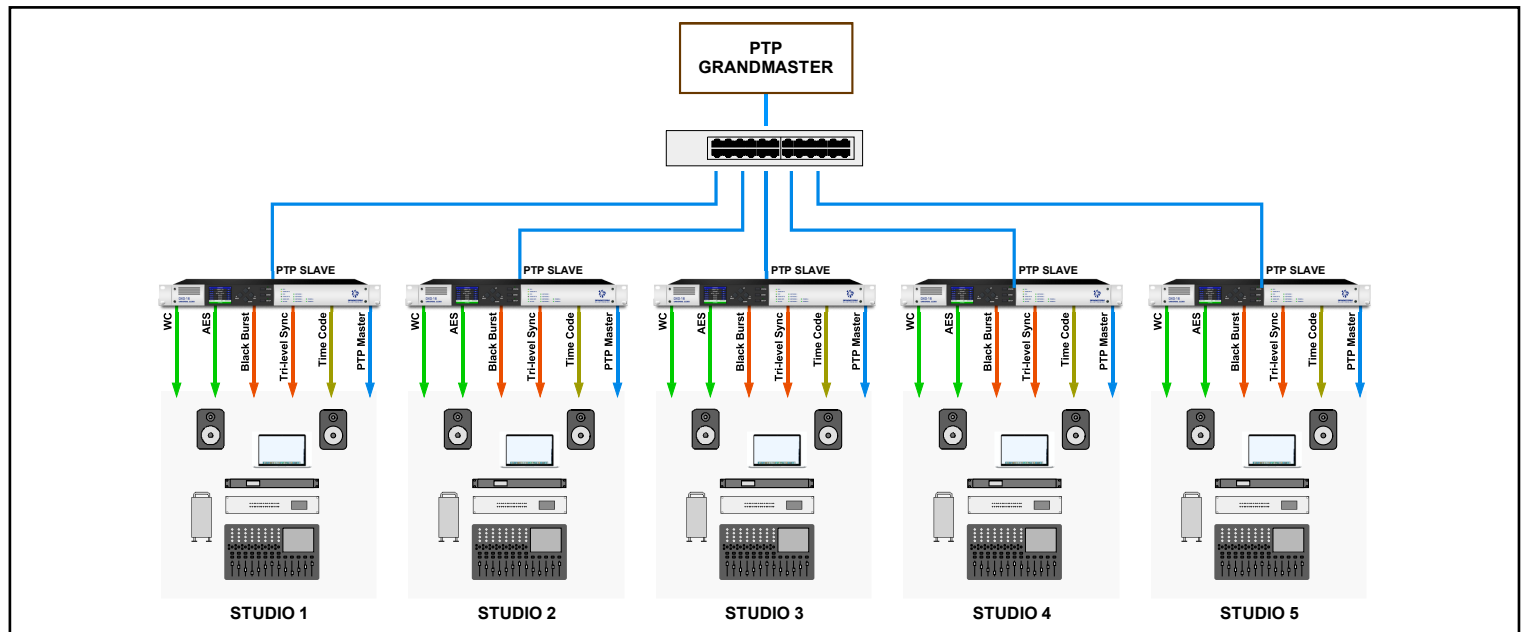 PTP
GRANDMASTER
PTP SLAVE
PTP SLAVE
PTP SLAVE
PTP SLAVE
PTP SLAVE
WC
AES
Black Burst
Tri-level Sync
Time Code
PTP Master
WC
AES
Black Burst
Tri-level Sync
Time Code
PTP Master
WC
AES
Black Burst
Tri-level Sync
Time Code
PTP Master
WC
AES
Black Burst
Tri-level Sync
Time Code
PTP Master
WC
AES
Black Burst
Tri-level Sync
Time Code
PTP Master
STUDIO 1
STUDIO 2
STUDIO 3
STUDIO 4
STUDIO 5